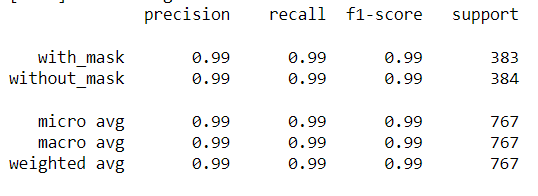 precision recall f1-score support
with_mask 0.99 0.99 0.99 383
without_mask 0.99 0.99 0.99 384
micro avg 0.99 0.99 0.99 767
macro avg 0.99 0.99 0.99 767
weighted avg 0.99 0.99 0.99 767